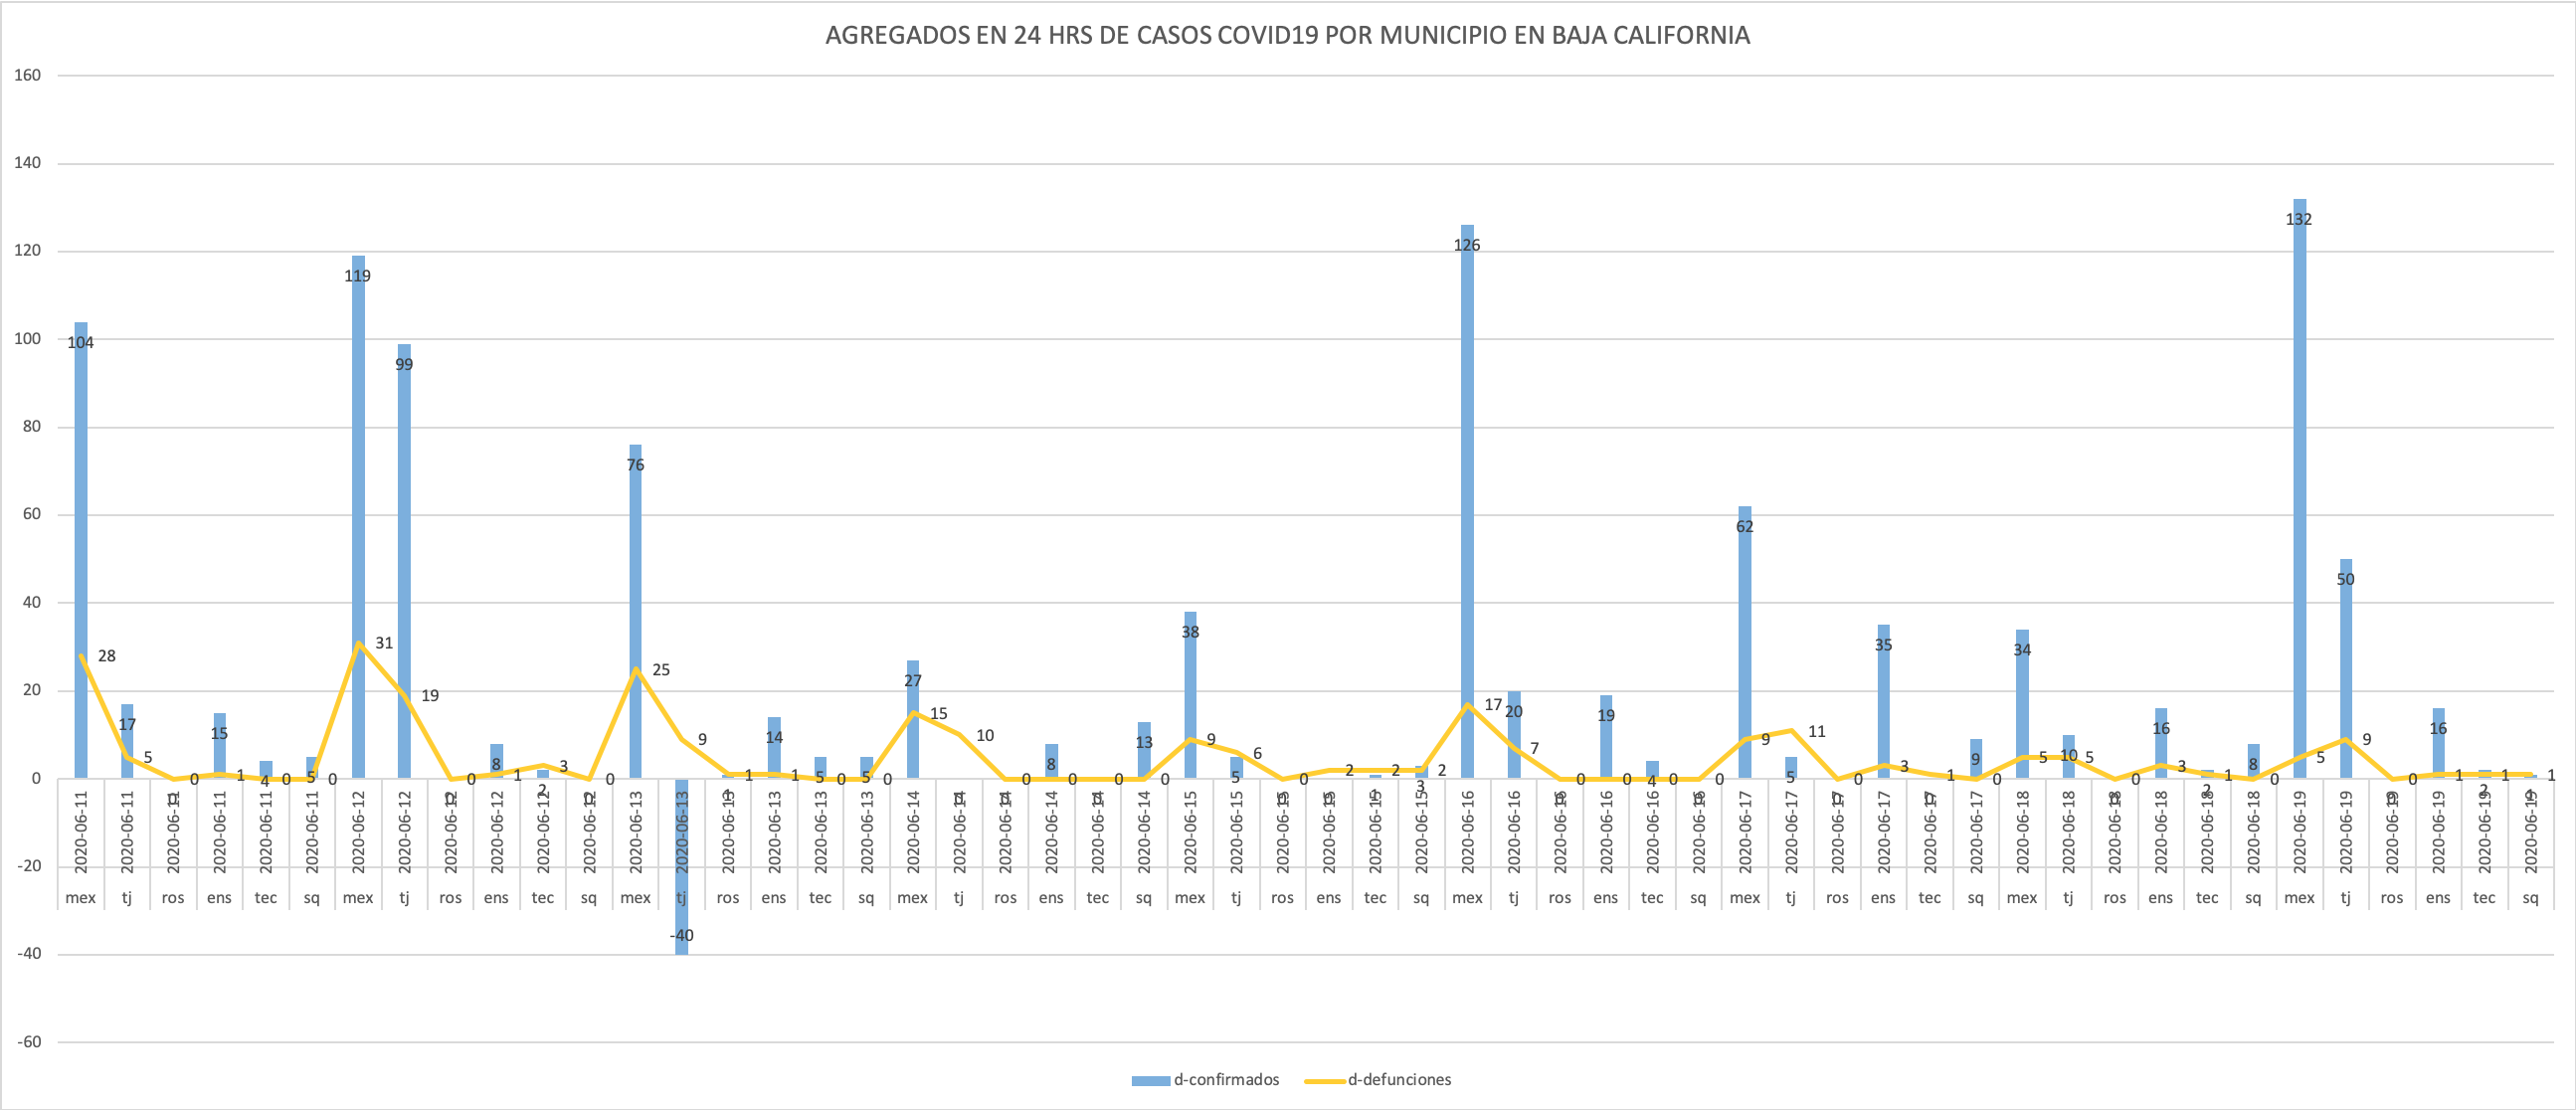 AGREGADOS EN 24 HRS DE CASOS COVID19 POR MUNICIPIO EN BAJA CALIFORNIA
160
140
120
100
80
60
40
20
0
-20
-40
-60
104 17 0 15 4 5 119 99 0 8 2 0 76 -40 1 14 5 5 27 0 0 8 0 13 38 5 0 0 1 3 126 20 0 19 4 0 62 5 0 35 0 9 34 10 0 16 2 8 132 50 0 16 2 1
28 5 0 1 0 0 31 19 0 1 3 0 25 9 1 1 0 0 15 10 0 0 0 0 9 6 0 2 2 2 17 7 0 0 0 0 9 11 0 3 1 0 5 5 0 3 1 0 5 9 0 1 1 1
2020-06-11 2020-06-11 2020-06-11 2020-06-11 2020-06-11 2020-06-11 2020-06-12 2020-06-12 2020-06-12 2020-06-12 2020-06-12 2020-06-12 2020-06-13 2020-06-13 2020-06-13 2020-06-13 2020-06-13 2020-06-13 2020-06-14 2020-06-14 2020-06-14 2020-06-14 2020-06-14 2020-06-14 2020-06-15 2020-06-15 2020-06-15 2020-06-15 2020-06-15 2020-06-15 2020-06-16 2020-06-16 2020-06-16 2020-06-16 2020-06-16 2020-06-16 2020-06-17 2020-06-17 2020-06-17 2020-06-17 2020-06-17 2020-06-17 2020-06-18 2020-06-18 2020-06-18 2020-06-18 2020-06-18 2020-06-18 2020-06-19 2020-06-19 2020-06-19 2020-06-19 2020-06-19 2020-06-19
mex tj ros ens tec sq mex tj ros ens tec sq mex tj ros ens tec sq mex tj ros ens tec sq mex tj ros ens tec sq mex tj ros ens tec sq mex tj ros ens tec sq mex tj ros ens tec sq mex tj ros ens tec sq
d-confirmados d-defunciones